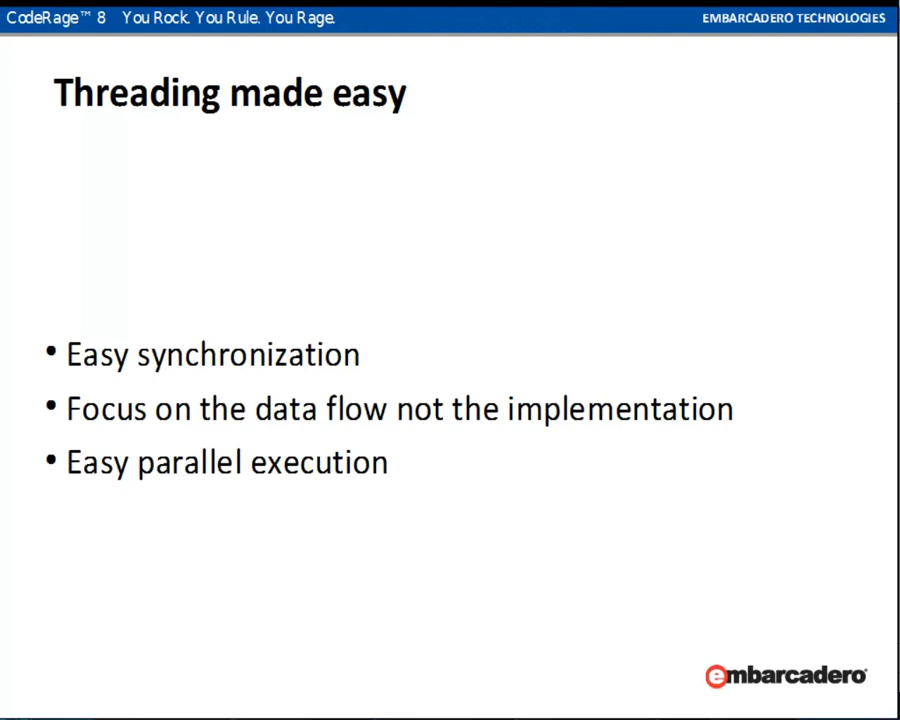 CodeRage™ 8 You Rock. You Rule. You Rage.
EMBARCADERO TECHNOLOGIES
Threading made easy
• Easy synchronization
• Focus on the data flow not the implementation
• Easy parallel execution
embarcadero®